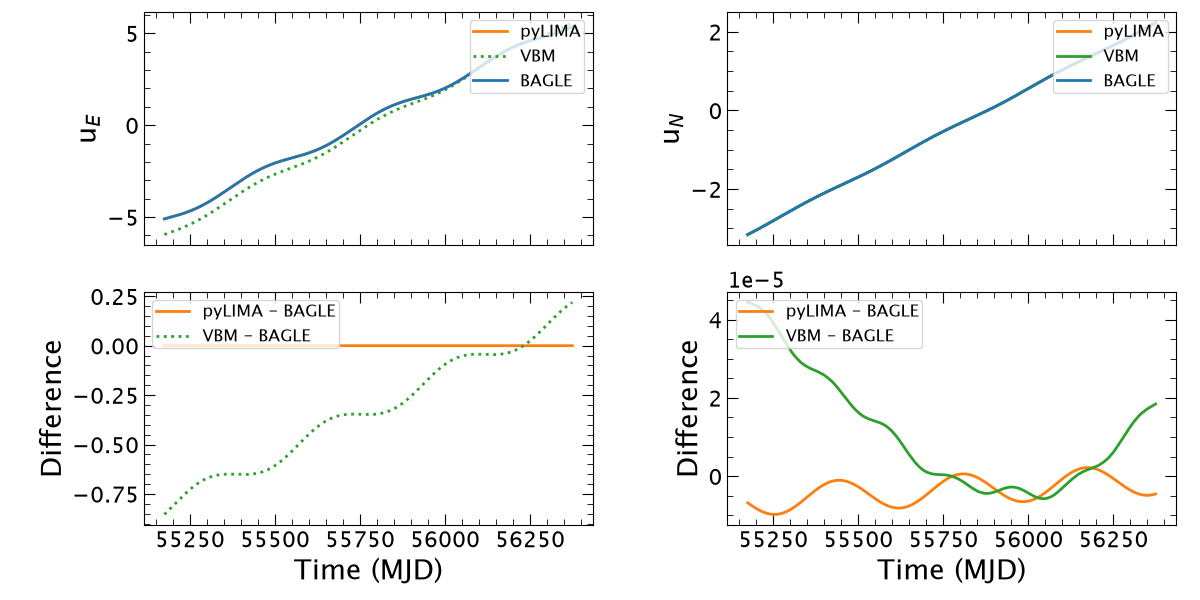 5
0
−5
u_E
pyLIMA
VBM
BAGLE
2
0
−2
u_N
pyLIMA
VBM
BAGLE
0.25
0.00
−0.25
−0.50
−0.75
Difference
pyLIMA − BAGLE
VBM − BAGLE
55250 55500 55750 56000 56250
Time (MJD)
1e−5
4
2
0
Difference
pyLIMA − BAGLE
VBM − BAGLE
55250 55500 55750 56000 56250
Time (MJD)